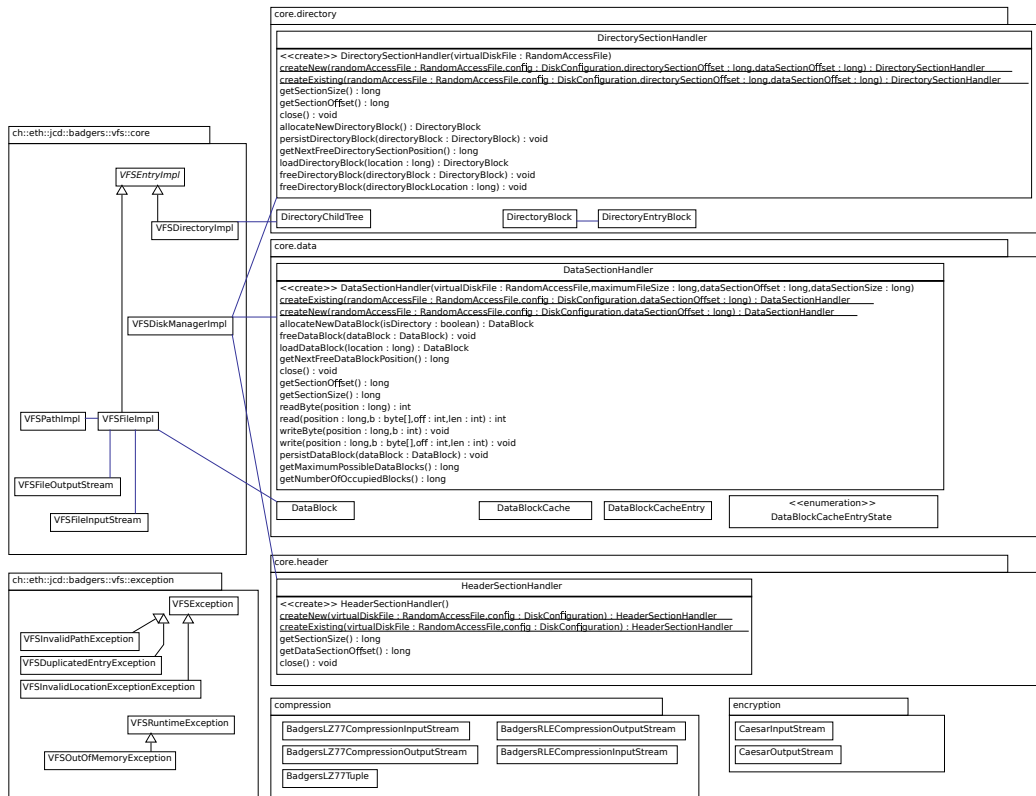 core.directory
DirectorySectionHandler
<<create>> DirectorySectionHandler(virtualDiskFile : RandomAccessFile)
createNew(randomAccessFile : RandomAccessFile,config : DiskConfiguration,directorySectionOffset : long,dataSectionOffset : long) : DirectorySectionHandler
createExisting(randomAccessFile : RandomAccessFile,config : DiskConfiguration,directorySectionOffset : long,dataSectionOffset : long) : DirectorySectionHandler
getSectionSize() : long
getSectionOffset() : long
close() : void
allocateNewDirectoryBlock() : DirectoryBlock
persistDirectoryBlock(directoryBlock : DirectoryBlock) : void
getNextFreeDirectorySectionPosition() : long
loadDirectoryBlock(location : long) : DirectoryBlock
freeDirectoryBlock(directoryBlock : DirectoryBlock) : void
freeDirectoryBlock(directoryBlockLocation : long) : void
DirectoryChildTree
DirectoryBlock
DirectoryEntryBlock
ch::eth::jcd::badgers::vfs::core
VFSEntryImpl
VFSDirectoryImpl
VFSDiskManagerImpl
VFSPathImpl
VFSFileImpl
VFSFileOutputStream
VFSFileInputStream
core.data
DataSectionHandler
<<create>> DataSectionHandler(virtualDiskFile : RandomAccessFile,maximumFileSize : long,dataSectionOffset : long,dataSectionSize : long)
createExisting(randomAccessFile : RandomAccessFile,config : DiskConfiguration,dataSectionOffset : long) : DataSectionHandler
createNew(randomAccessFile : RandomAccessFile,config : DiskConfiguration,dataSectionOffset : long) : DataSectionHandler
allocateNewDataBlock(isDirectory : boolean) : DataBlock
freeDataBlock(dataBlock : DataBlock) : void
loadDataBlock(location : long) : DataBlock
getNextFreeDataBlockPosition() : long
close() : void
getSectionOffset() : long
getSectionSize() : long
readByte(position : long) : int
read(position : long,b : byte[],off : int,len : int) : int
writeByte(position : long,b : int) : void
write(position : long,b : byte[],off : int,len : int) : void
persistDataBlock(dataBlock : DataBlock) : void
getMaximumPossibleDataBlocks() : long
getNumberOfOccupiedBlocks() : long
DataBlock
DataBlockCache
DataBlockCacheEntry
<<enumeration>>
DataBlockCacheEntryState
core.header
HeaderSectionHandler
<<create>> HeaderSectionHandler()
createNew(virtualDiskFile : RandomAccessFile,config : DiskConfiguration) : HeaderSectionHandler
createExisting(virtualDiskFile : RandomAccessFile,config : DiskConfiguration) : HeaderSectionHandler
getSectionSize() : long
getDataSectionOffset() : long
close() : void
ch::eth::jcd::badgers::vfs::exception
VFSException
VFSInvalidPathException
VFSDuplicatedEntryException
VFSInvalidLocationExceptionException
VFSRuntimeException
VFSOutOfMemoryException
compression
BadgersLZ77CompressionInputStream
BadgersRLECompressionOutputStream
BadgersLZ77CompressionOutputStream
BadgersRLECompressionInputStream
BadgersLZ77Tuple
encryption
CaesarInputStream
CaesarOutputStream